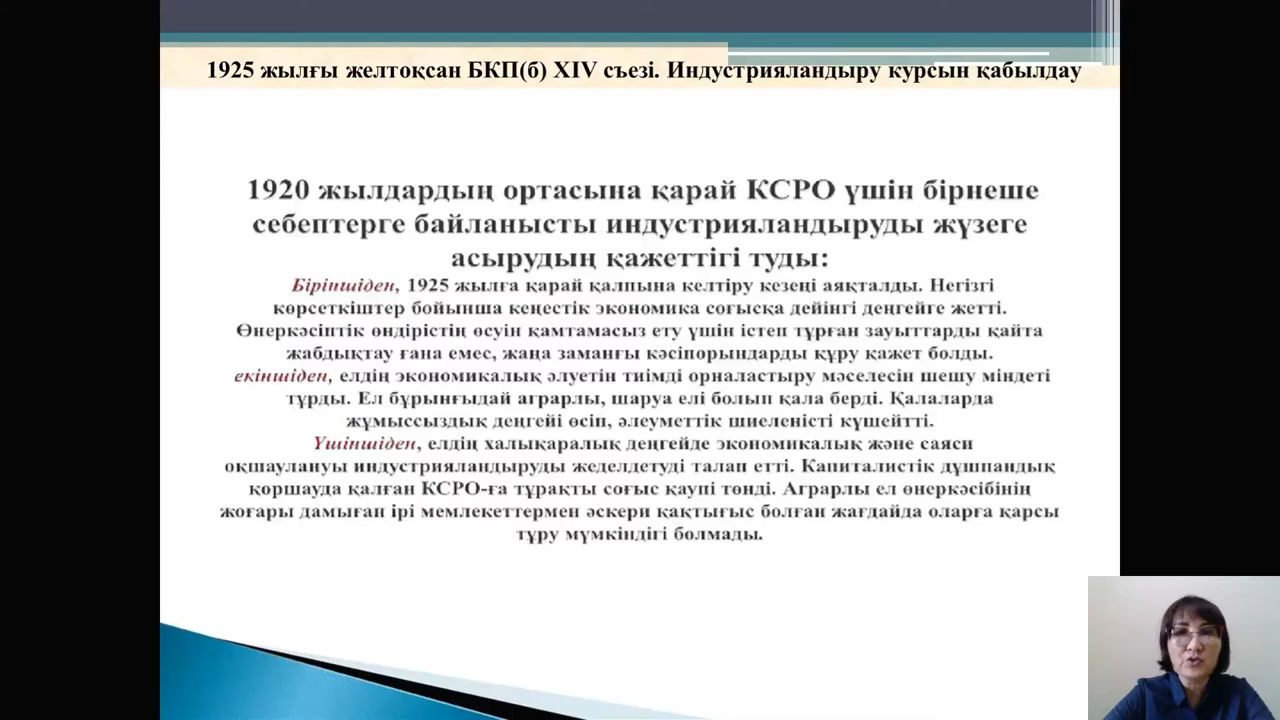 1925 жылғы желтоқсан БКП(б) XIV съезі. Индустрияландыру курсын қабылдау
1920 жылдардың ортасына қарай КСРО үшін бірнеше
себептерге байланысты индустрияландыруды жүзеге
асырудың қажеттігі туды:
Біріншіден, 1925 жылға қарай қалпына келтіру кезеңі аяқталды. Негізгі
көрсеткіштер бойынша кеңестік экономика соғысқа дейінгі деңгейге жетті.
Өнеркәсіптік өндірістің өсуін қамтамасыз ету үшін істеп тұрған зауыттарды қайта
жабдықтау ғана емес, жаңа заманғы кәсіпорындарды құру қажет болды.
екіншіден, елдің экономикалық әлуетін тиімді орналастыру мәселесін шешу міндеті
тұрды. Ел бұрынғыдай аграрлы, шаруа елі болып қала берді. Қалаларда
жұмыссыздық деңгейі өсіп, әлеуметтік шиеленісті күшейтті.
Үшіншіден, елдің халықаралық деңгейде экономикалық және саяси
оқшаулануы индустрияландыруды жеделдетуді талап етті. Капиталистік дұшпандық
қоршауда қалған КСРО-ға тұрақты соғыс қаупі төнді. Аграрлы ел өнеркәсібінің
жоғары дамыған ірі мемлекеттермен әскери қақтығыс болған жағдайда оларға қарсы
тұру мүмкіндігі болмады.